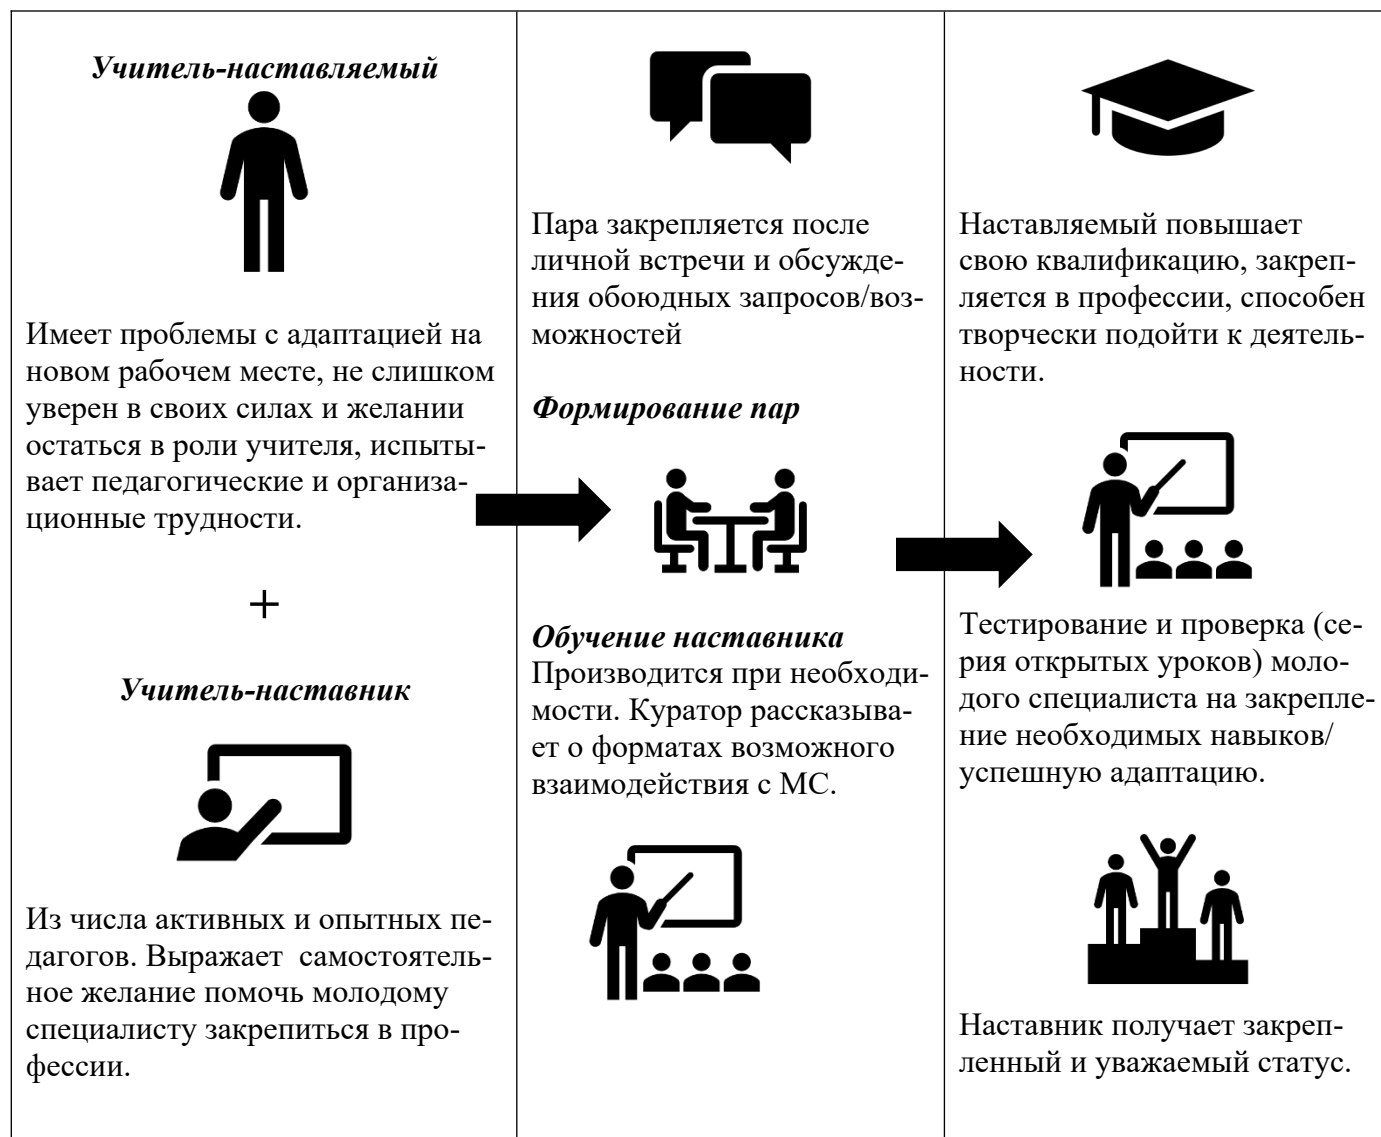 Учитель-наставляемый
Имеет проблемы с адаптацией на
новом рабочем месте, не слишком
уверен в своих силах и желании
остаться в роли учителя, испыты-
вает педагогические и организа-
ционные трудности.
+
Учитель-наставник
Из числа активных и опытных пе-
дагогов. Выражает  самостоятель-
ное желание помочь молодому
специалисту закрепиться в про-
фессии.
Пара закрепляется после
личной встречи и обсужде-
ния обоюдных запросов/воз-
можностей
Формирование пар
Обучение наставника
Производится при необходи-
мости. Куратор рассказыва-
ет о форматах возможного
взаимодействия с МС.
Наставляемый повышает
свою квалификацию, закреп-
ляется в профессии, способен
творчески подойти к деятель-
ности.
Тестирование и проверка (се-
рия открытых уроков) моло-
дого специалиста на закрепле-
ние необходимых навыков/
успешную адаптацию.
Наставник получает закреп-
ленный и уважаемый статус.